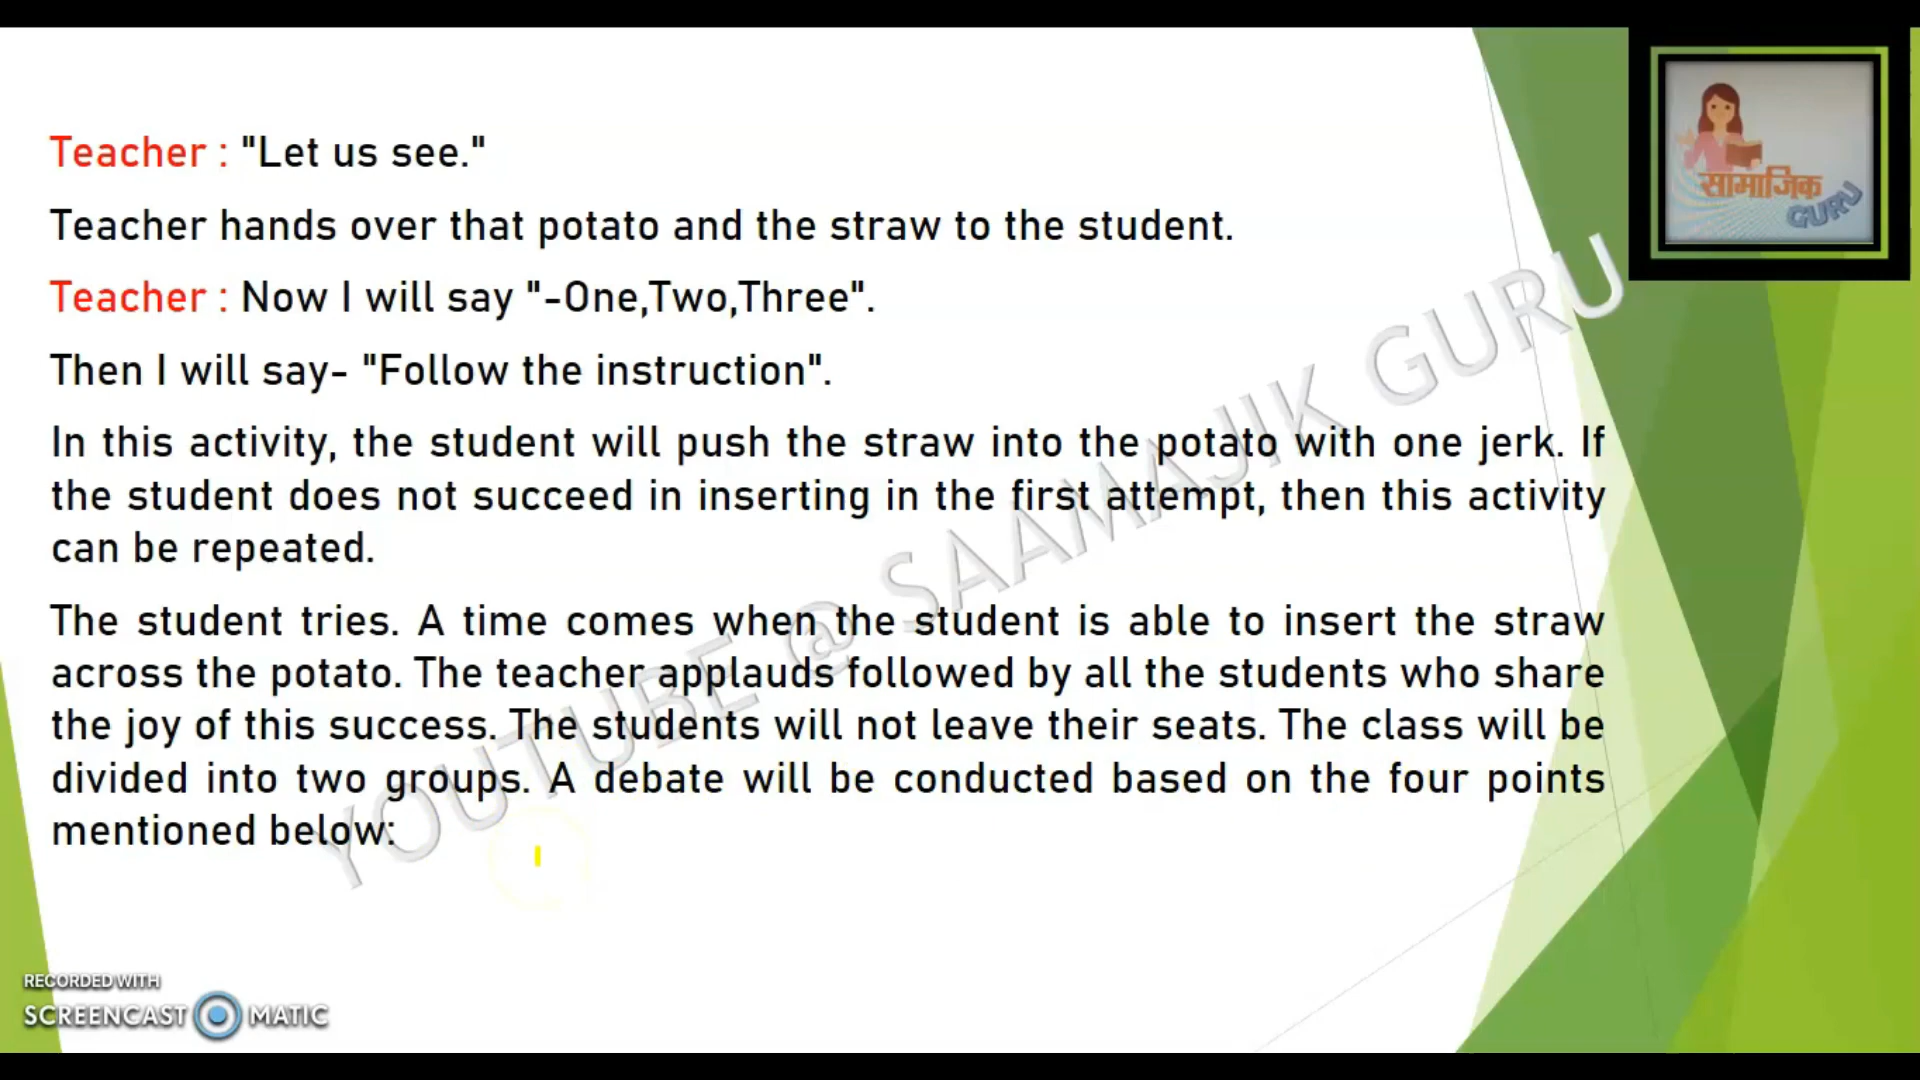 Teacher : "Let us see."
Teacher hands over that potato and the straw to the student.
Teacher : Now I will say "-One,Two,Three".
Then I will say- "Follow the instruction".
In this activity, the student will push the straw into the potato with one jerk. If
the student does not succeed in inserting in the first attempt, then this activity
can be repeated.
The student tries. A time comes when the student is able to insert the straw
across the potato. The teacher applauds followed by all the students who share
the joy of this success. The students will not leave their seats. The class will be
divided into two groups. A debate will be conducted based on the four points
mentioned below:
YOUTUBE @ SAAMAJIK GURU
सामाजिक
GURU
RECORDED WITH
SCREENCAST MATIC